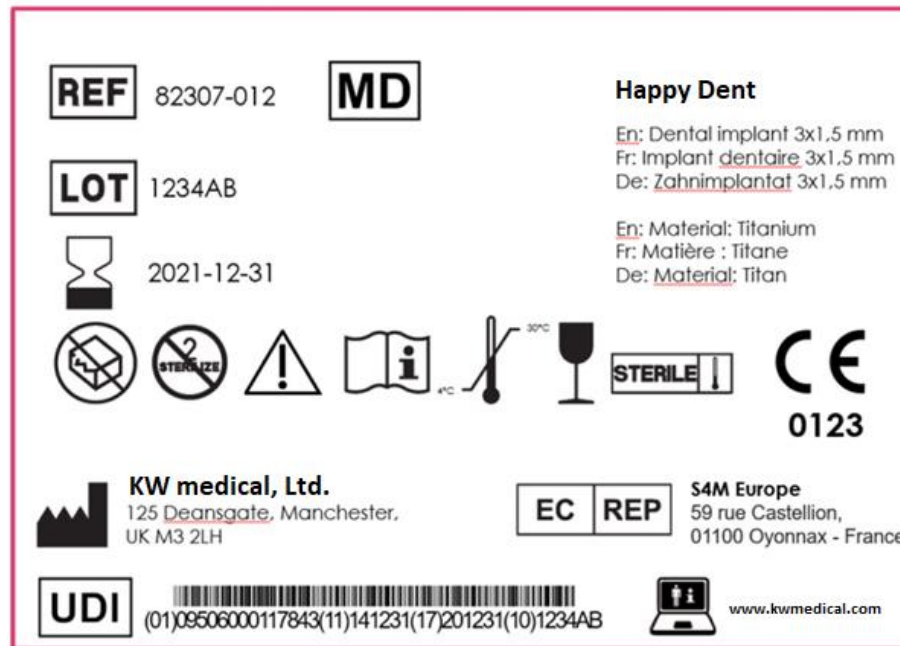 REF 82307-012 MD
LOT 1234AB
2021-12-31
Happy Dent
En: Dental implant 3x1,5 mm
Fr: Implant dentaire 3x1,5 mm
De: Zahnimplantat 3x1,5 mm
En: Material: Titanium
Fr: Matière : Titane
De: Material: Titan
2
STERILIZE
i
4°C
30°C
STERILE
CE
0123
KW medical, Ltd.
125 Deansgate, Manchester,
UK M3 2LH
EC REP
S4M Europe
59 rue Castellion,
01100 Oyonnax - France
UDI
(01)09506000117843(11)141231(17)201231(10)1234AB
i
www.kwmedical.com